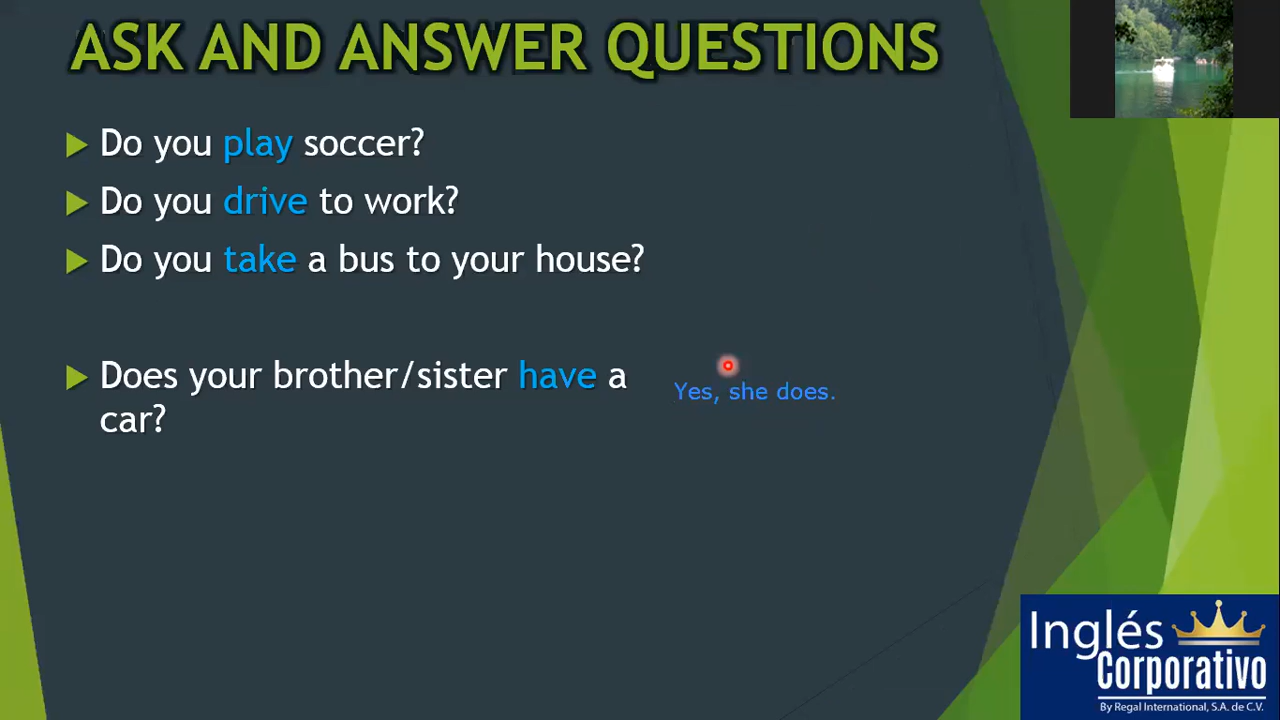 ASK AND ANSWER QUESTIONS
Do you play soccer?
Do you drive to work?
Do you take a bus to your house?
Does your brother/sister have a
car?
Yes, she does.
Inglés
Corporativo
By Regal International, S.A. de C.V.